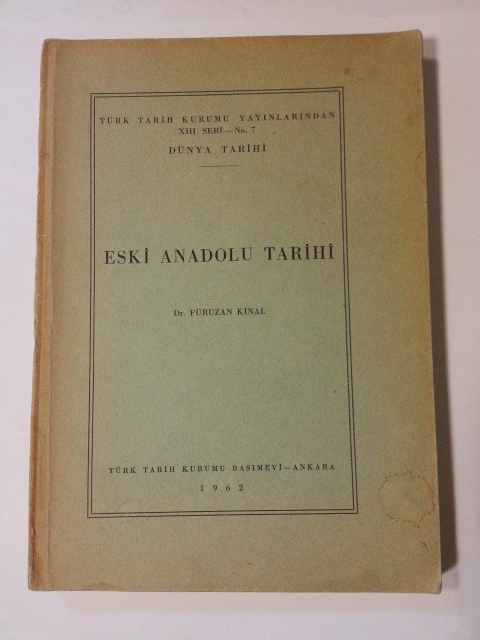 TÜRK TARİH KURUMU YAYINLARINDAN
XIII. SERİ—No. 7
DÜNYA TARİHİ
ESKİ ANADOLU TARİHİ
Dr. FÜRUZAN KINAL
TÜRK TARİH KURUMU BASIMEVİ—ANKARA
1962